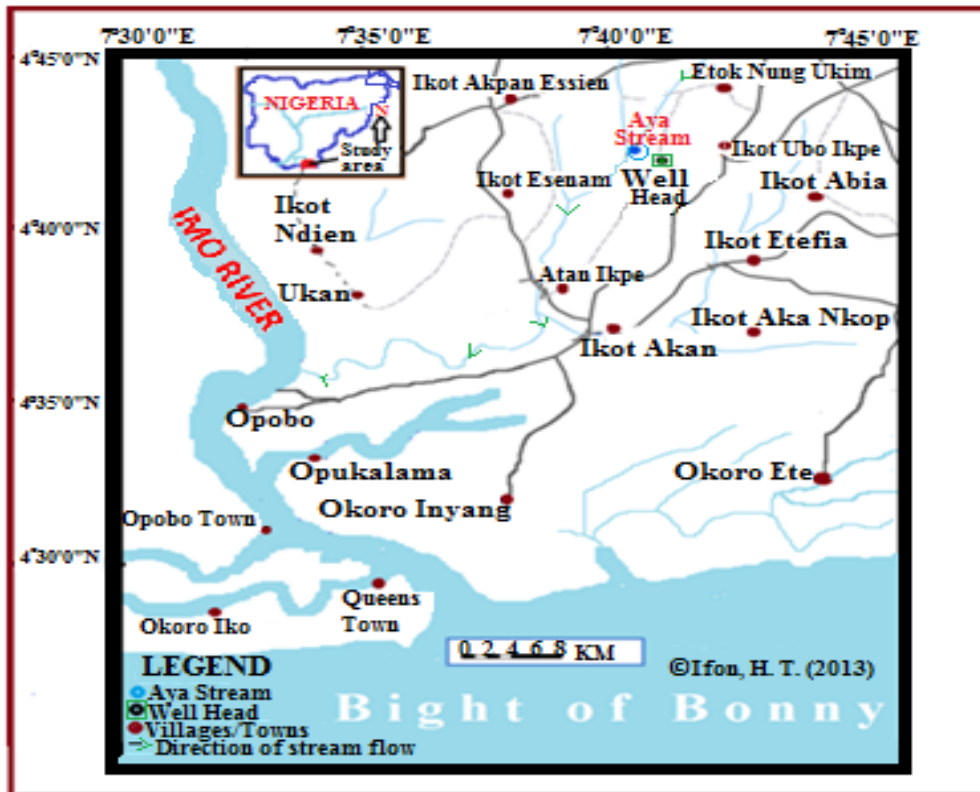 7°30'0"E
7°35'0"E
7°40'0"E
7°45'0"E
4°45'0"N
4°40'0"N
4°35'0"N
4°30'0"N
NIGERIA
Study
area
Ikot Akpan Essien
Etok Nung Ukim
Aya
Stream
Ikot Ubo Ikpe
Ikot Esenam
Well
Head
Ikot Abia
Ikot
Ndien
IMO RIVER
Ikot Etefia
Atan Ikpe
Ukan
Ikot Aka Nkop
Ikot Akan
Opobo
Opukalama
Okoro Ete
Okoro Inyang
Opobo Town
Queens
Town
Okoro Iko
0 2 4 6 8 KM
LEGEND
©Ifon, H. T. (2013)
Aya Stream
Well Head
Villages/Towns
Direction of stream flow
Bight of Bonny